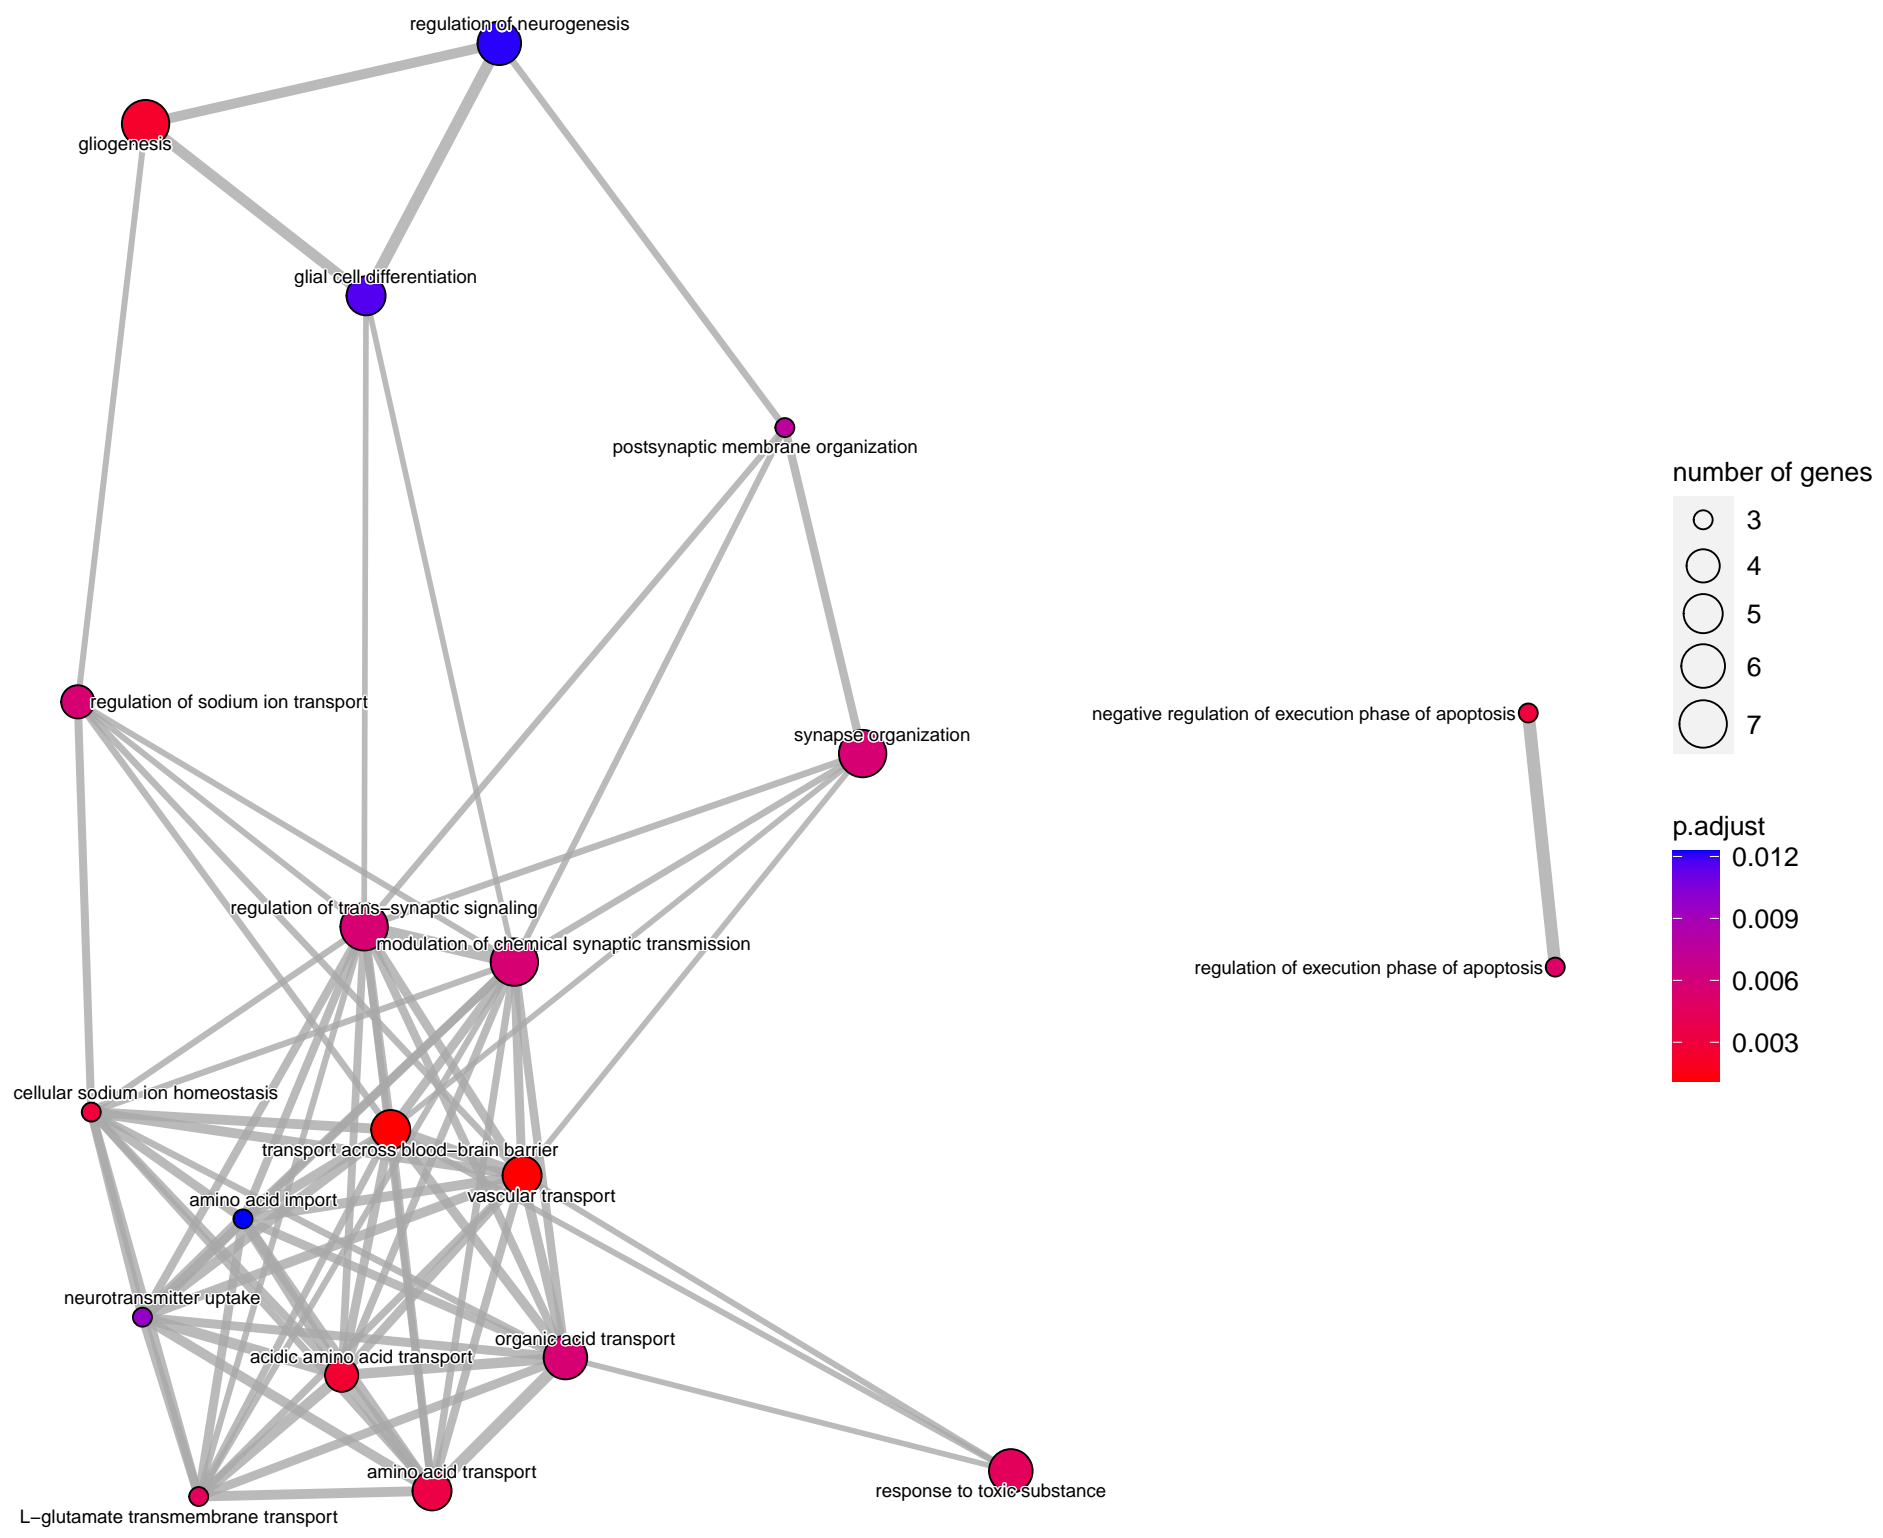 regulation of neurogenesis
gliogenesis
glial cell differentiation
postsynaptic membrane organization
number of genes
3
4
5
6
7
regulation of sodium ion transport
synapse organization
negative regulation of execution phase of apoptosis
p.adjust
0.012
0.009
0.006
0.003
regulation of trans−synaptic signaling
modulation of chemical synaptic transmission
regulation of execution phase of apoptosis
cellular sodium ion homeostasis
transport across blood−brain barrier
vascular transport
amino acid import
neurotransmitter uptake
organic acid transport
acidic amino acid transport
amino acid transport
response to toxic substance
L−glutamate transmembrane transport